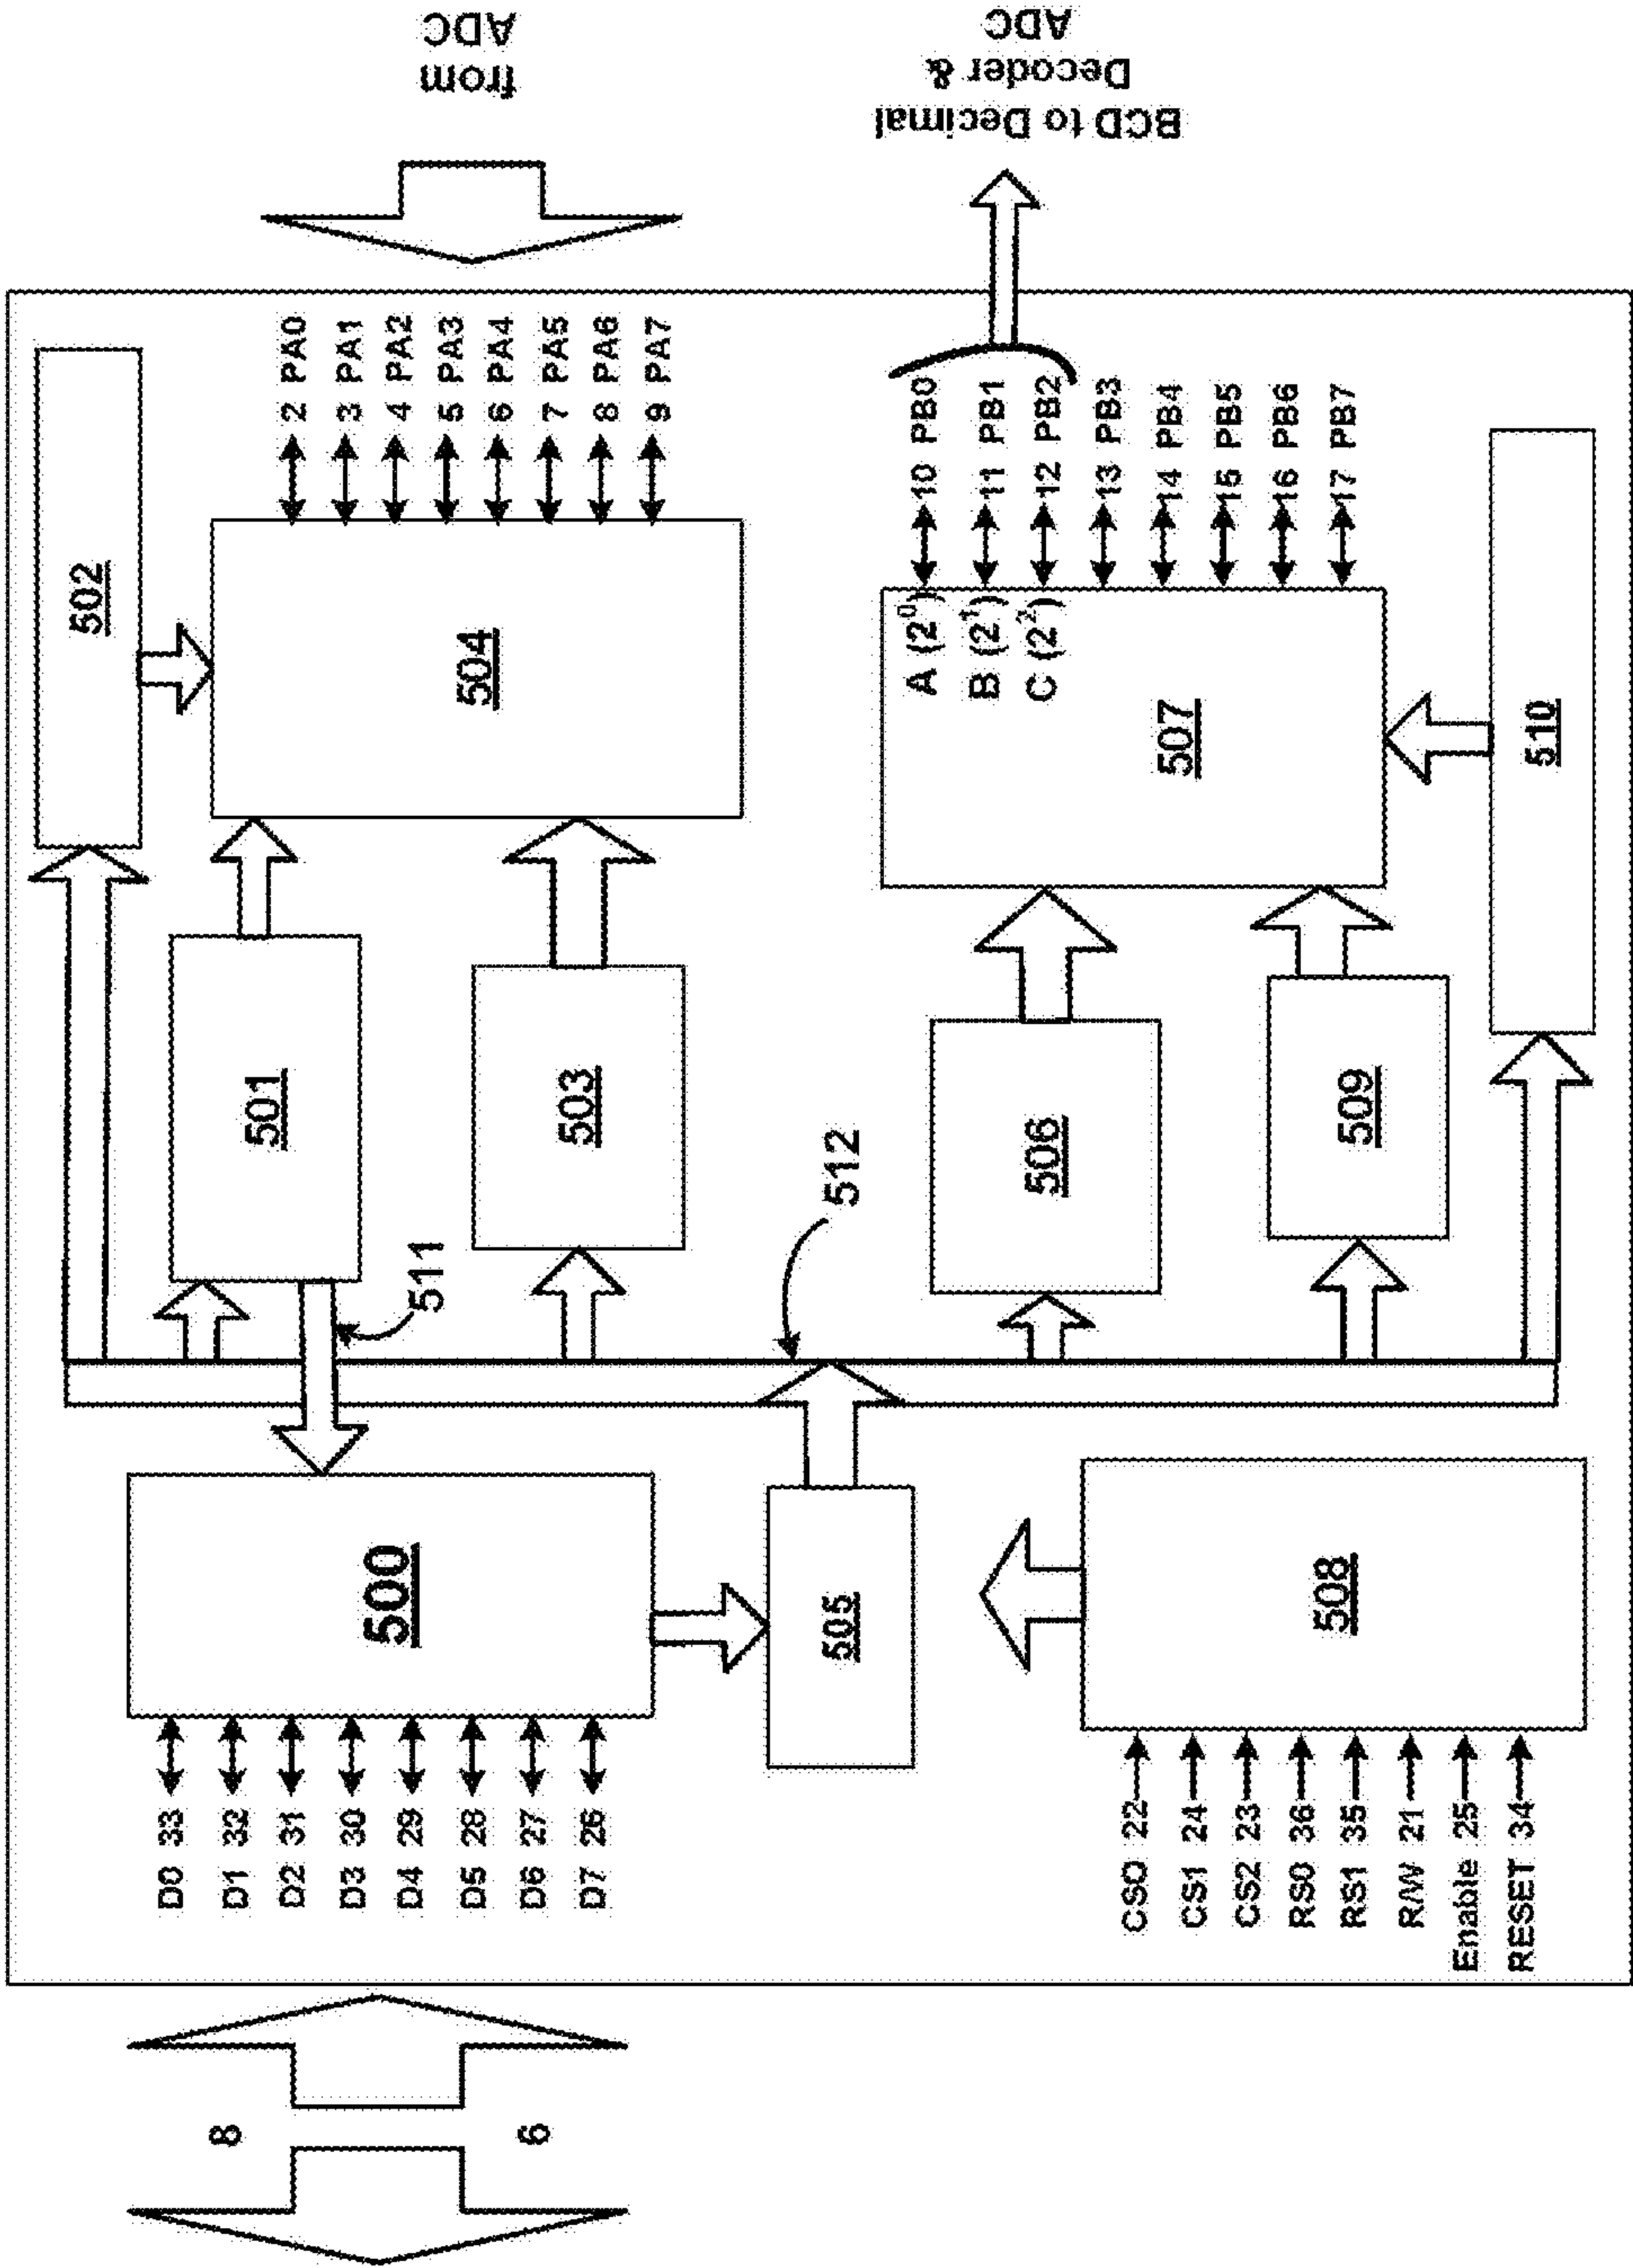 8
6
D0 33
D1 32
D2 31
D3 30
D4 29
D5 28
D6 27
D7 26
CSO 22
CS1 24
CS2 23
RS0 36
RS1 35
R/W 21
Enable 25
RESET 34
500
505
508
511
512
501
503
506
509
502
504
507
A (2⁰)
B (2¹)
C (2²)
510
2 PA0
3 PA1
4 PA2
5 PA3
6 PA4
7 PA5
8 PA6
9 PA7
10 PB0
11 PB1
12 PB2
13 PB3
14 PB4
15 PB5
16 PB6
17 PB7
from
ADC
BCD to Decimal
Decoder &
ADC